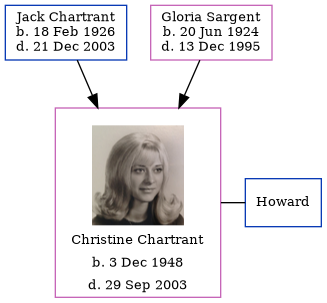 Jack Chartrant
b. 18 Feb 1926
d. 21 Dec 2003
Gloria Sargent
b. 20 Jun 1924
d. 13 Dec 1995
Christine Chartrant
b. 3 Dec 1948
d. 29 Sep 2003
Howard